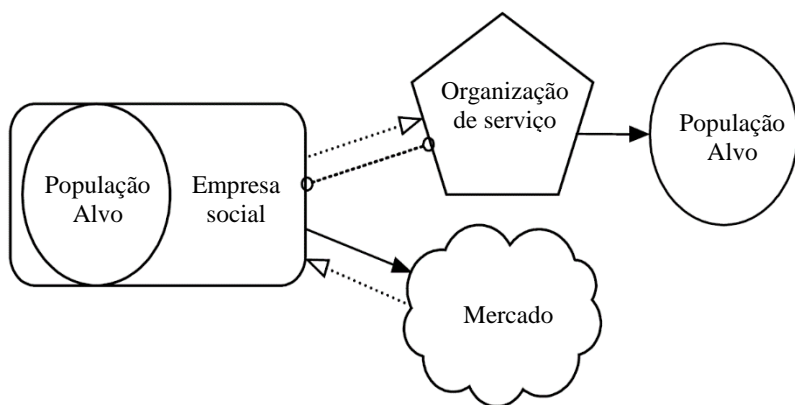 Organização
de serviço
População
Alvo
População
Alvo
Empresa
social
Mercado